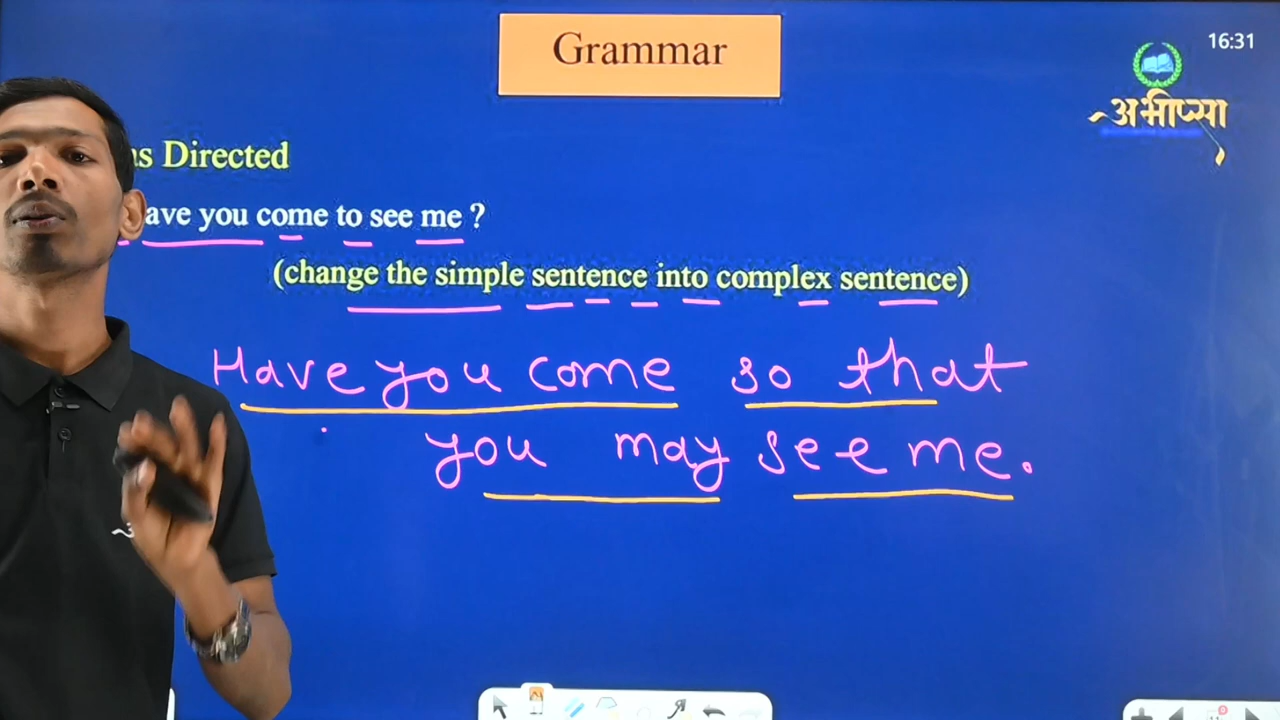 Grammar
16:31
अभीप्सा
as Directed
ave you come to see me ?
(change the simple sentence into complex sentence)
Have you come so that
you may see me.